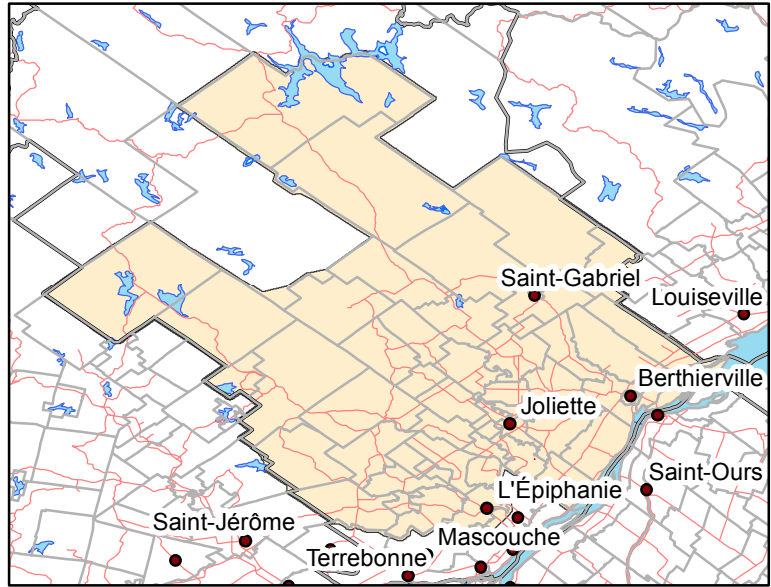 Saint-Gabriel
Louiseville
Berthierville
Joliette
Saint-Ours
L'Épiphanie
Saint-Jérôme
Mascouche
Terrebonne